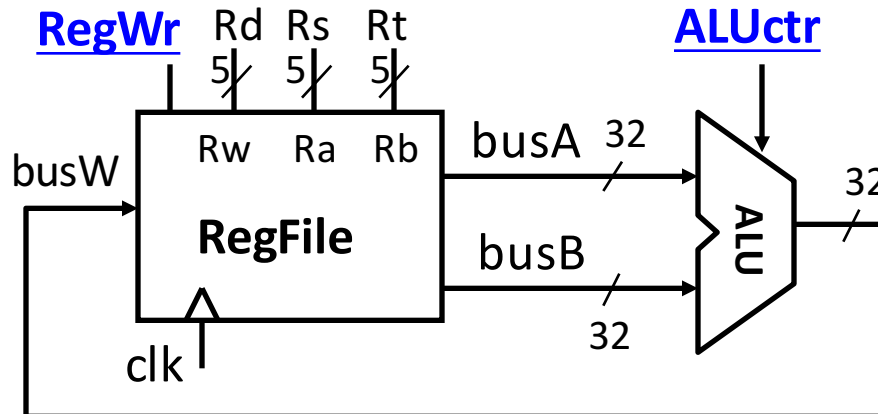 RegWr Rd Rs Rt ALUctr
5 5 5
Rw Ra Rb
busW
busA 32
32
RegFile
ALU
busB
32
clk